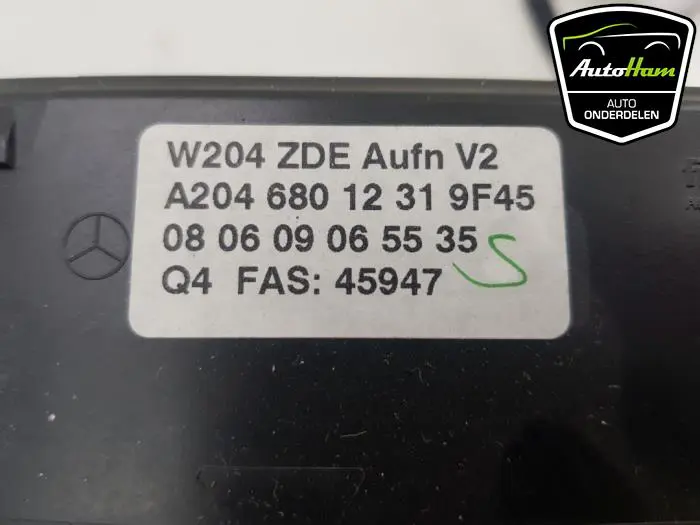 AutoHam
AUTO
ONDERDELEN
W204 ZDE Aufn V2
A204 680 12 31 9F45
08 06 09 06 55 35
Q4 FAS: 45947
S